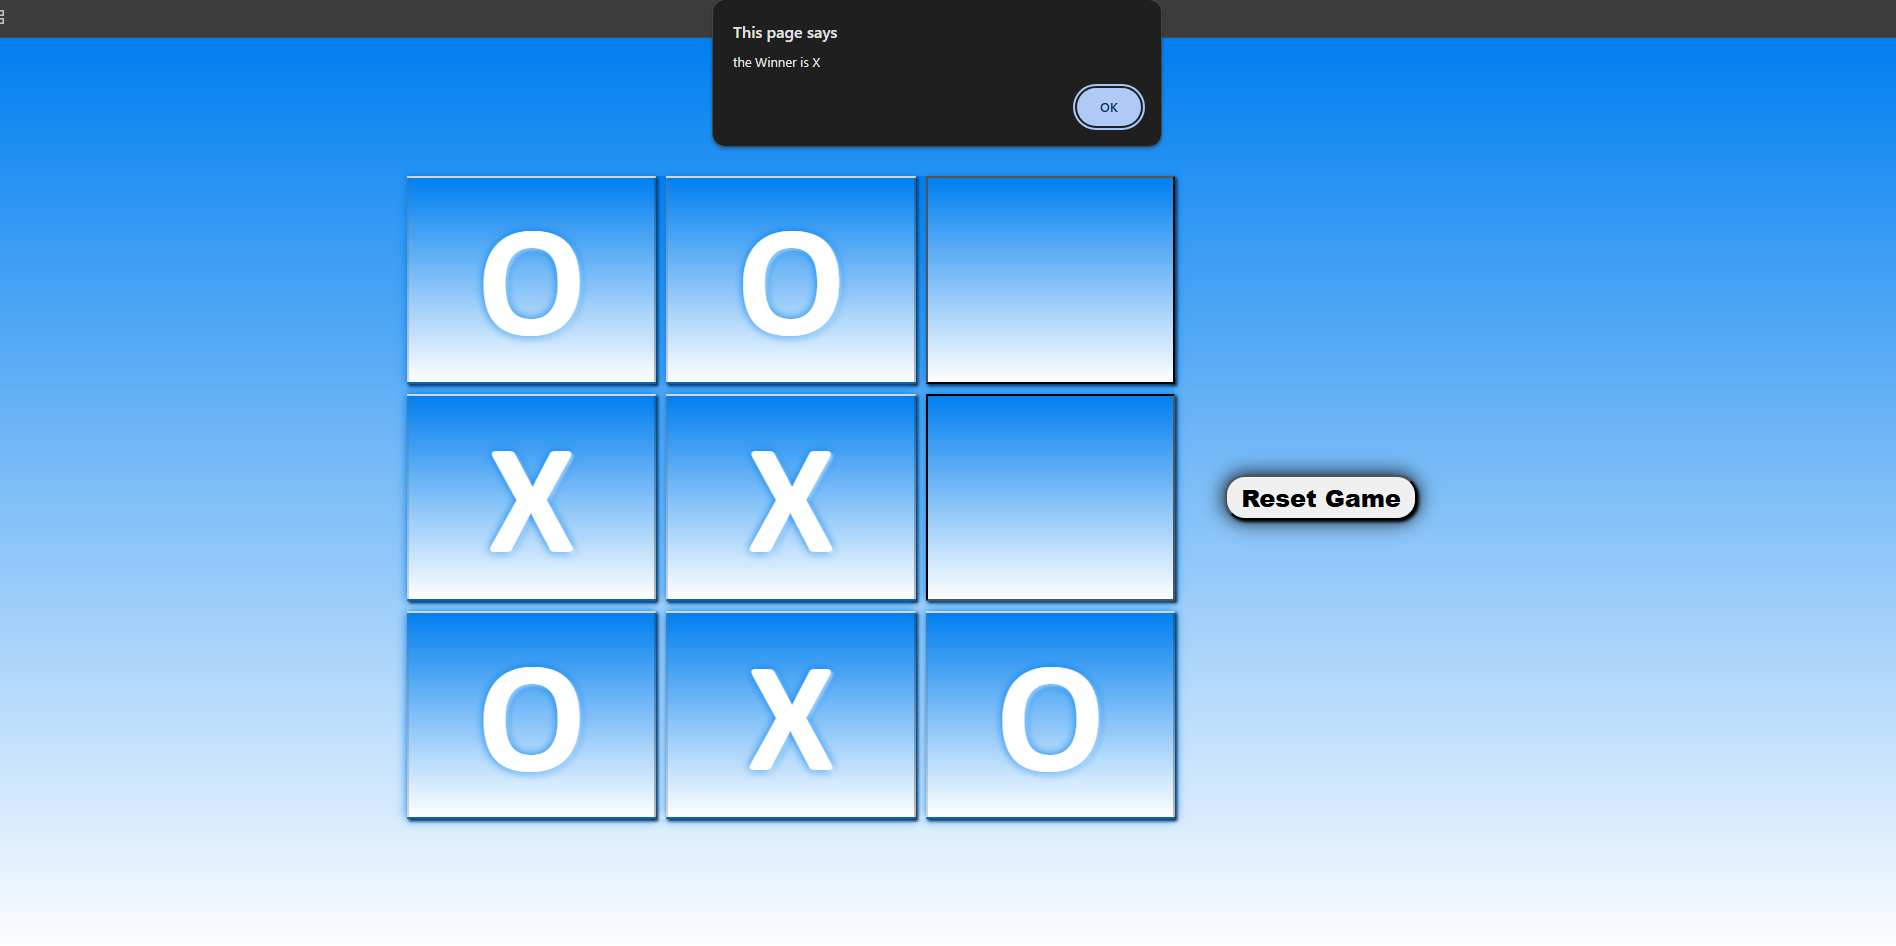 This page says
the Winner is X
OK
O O
X X
Reset Game
O X O